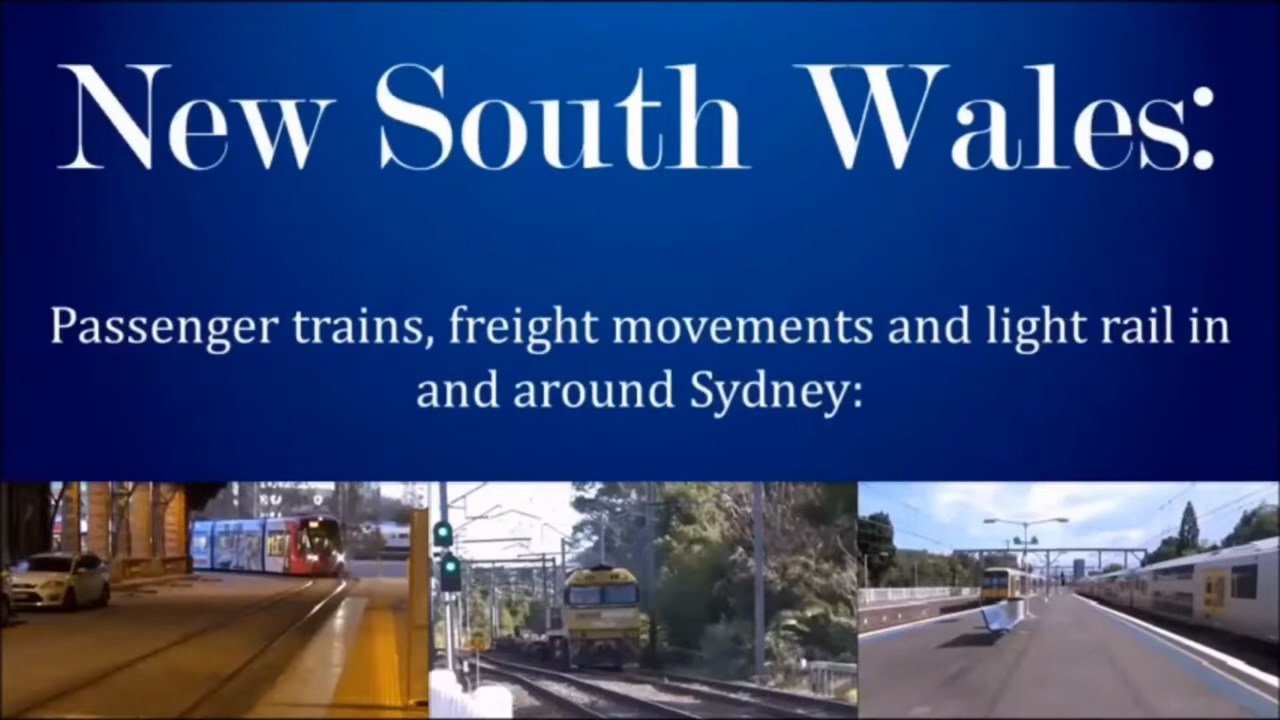 New South Wales:
Passenger trains, freight movements and light rail in
and around Sydney: